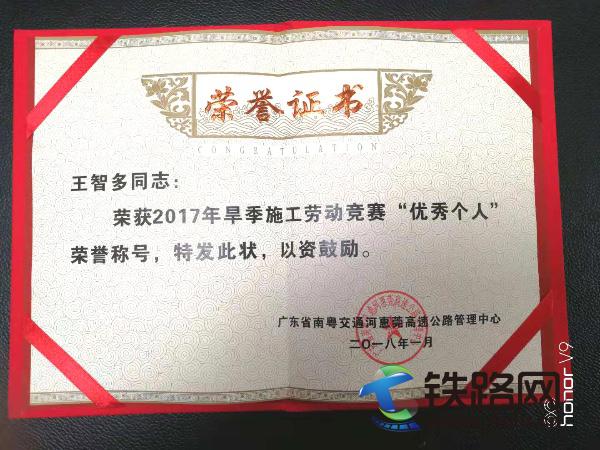 荣誉证书
CONGRATULATION
王智多同志：
荣获2017年旱季施工劳动竞赛“优秀个人”
荣誉称号，特发此状，以资鼓励。
广东省南粤交通河惠莞高速公路管理中心
二〇一八年一月
铁路网
honor V9